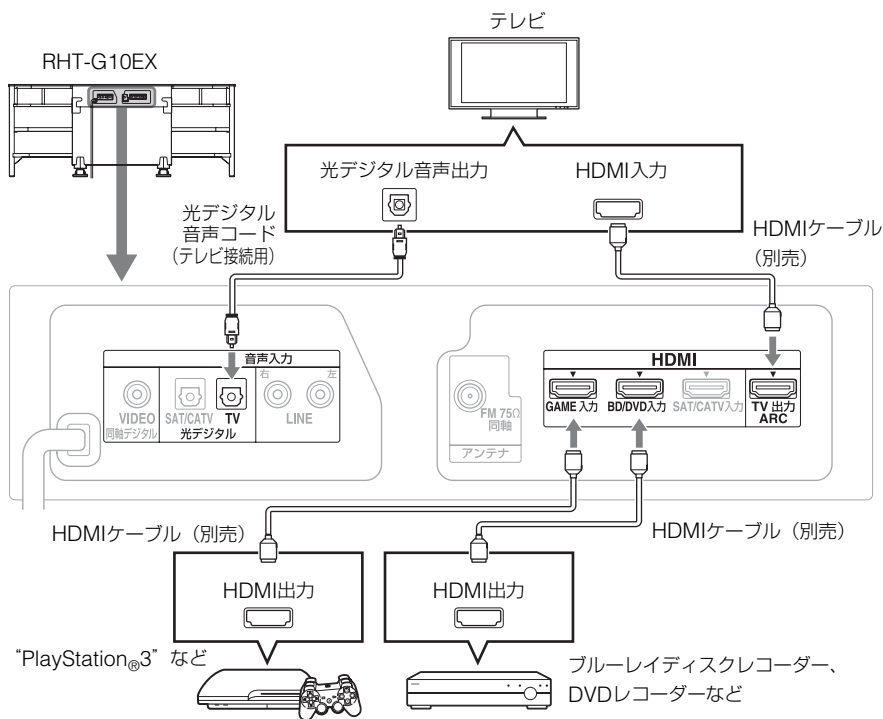 テレビ
RHT-G10EX
光デジタル音声出力
HDMI入力
光デジタル
音声コード
(テレビ接続用)
HDMIケーブル
(別売)
音声入力
右
左
VIDEO
同軸デジタル
SAT/CATV
TV
光デジタル
LINE
FM 75Ω
同軸
アンテナ
HDMI
GAME 入力
BD/DVD入力
SAT/CATV入力
TV 出力
ARC
HDMIケーブル(別売)
HDMIケーブル(別売)
HDMI出力
HDMI出力
“PlayStation®3”など
ブルーレイディスクレコーダー、
DVDレコーダーなど